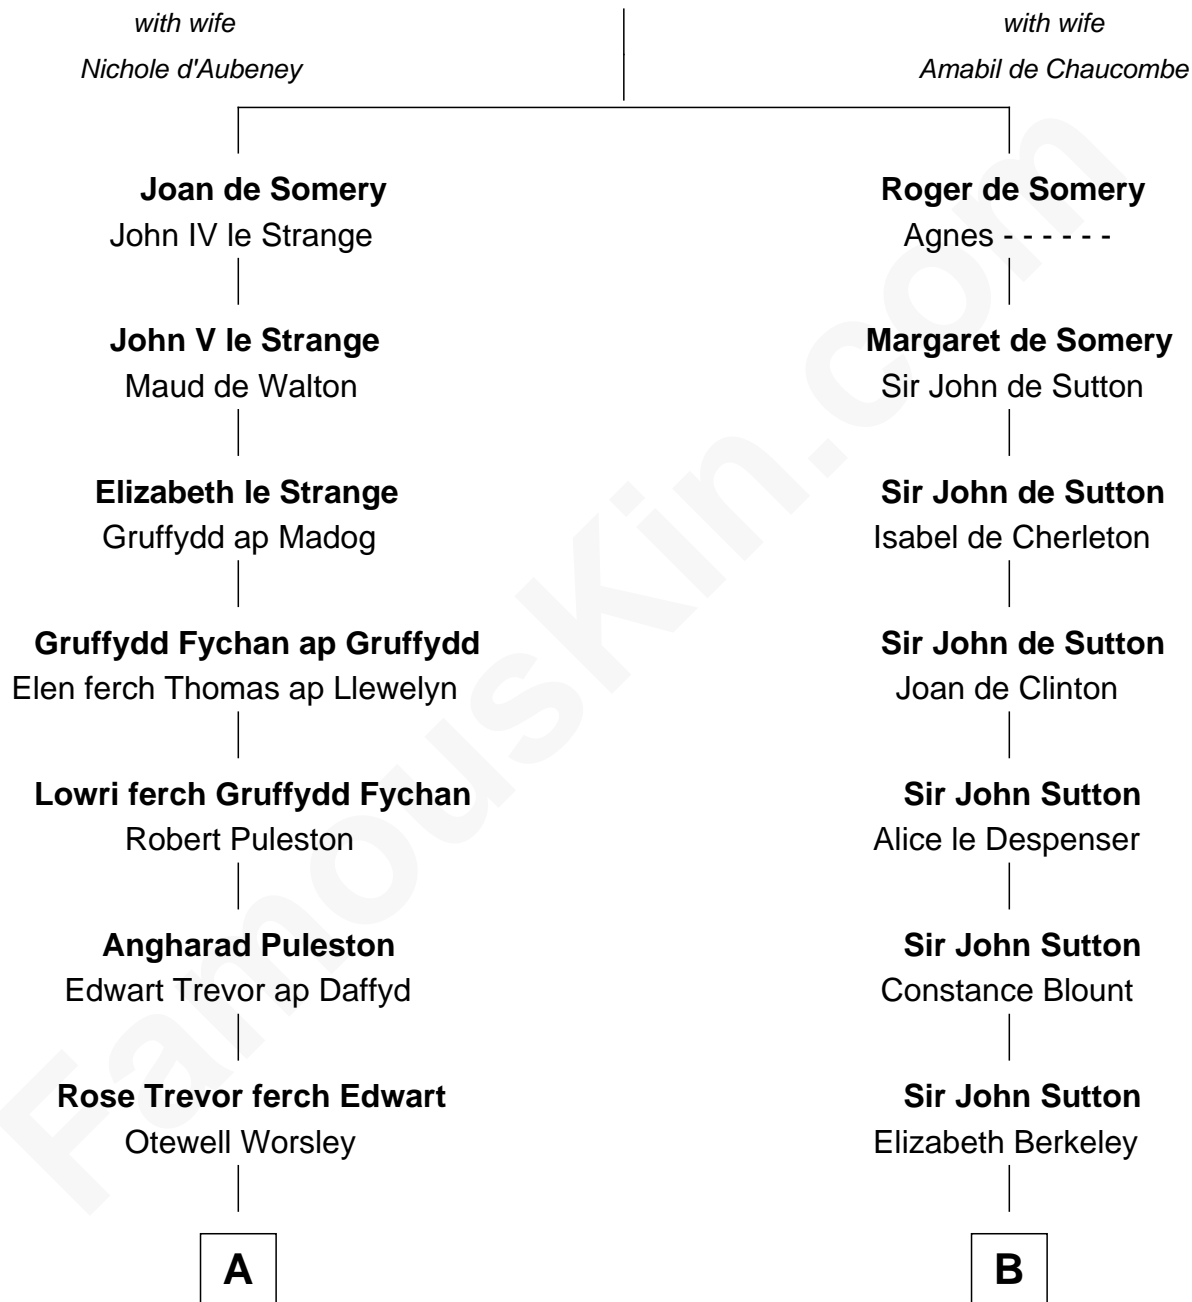 with wife
Nichole d'Aubeney
with wife
Amabil de Chaucombe
Joan de Somery
John IV le Strange
John V le Strange
Maud de Walton
Elizabeth le Strange
Gruffydd ap Madog
Gruffydd Fychan ap Gruffydd
Elen ferch Thomas ap Llewelyn
Lowri ferch Gruffydd Fychan
Robert Puleston
Angharad Puleston
Edwart Trevor ap Daffyd
Rose Trevor ferch Edwart
Otewell Worsley
A
Roger de Somery
Agnes - - - - - -
Margaret de Somery
Sir John de Sutton
Sir John de Sutton
Isabel de Cherleton
Sir John de Sutton
Joan de Clinton
Sir John Sutton
Alice le Despenser
Sir John Sutton
Constance Blount
Sir John Sutton
Elizabeth Berkeley
B
FamousKin.com